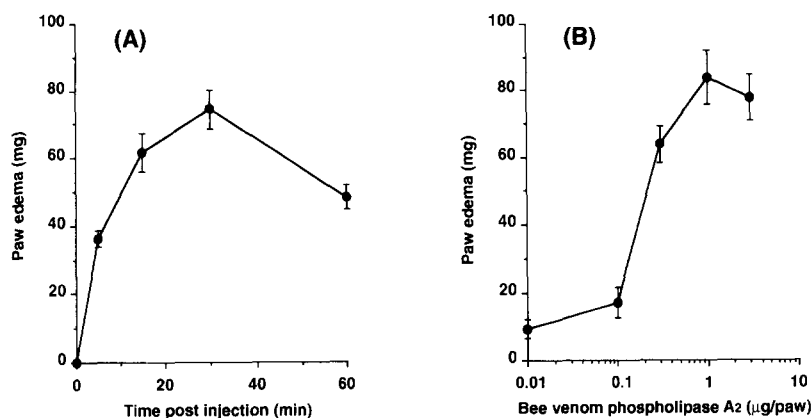 (A)
100
80
60
40
20
0
Paw edema (mg)
0 20 40 60
Time post injection (min)
(B)
100
80
60
40
20
0
Paw edema (mg)
0.01 0.1 1 10
Bee venom phospholipase A2 (μg/paw)